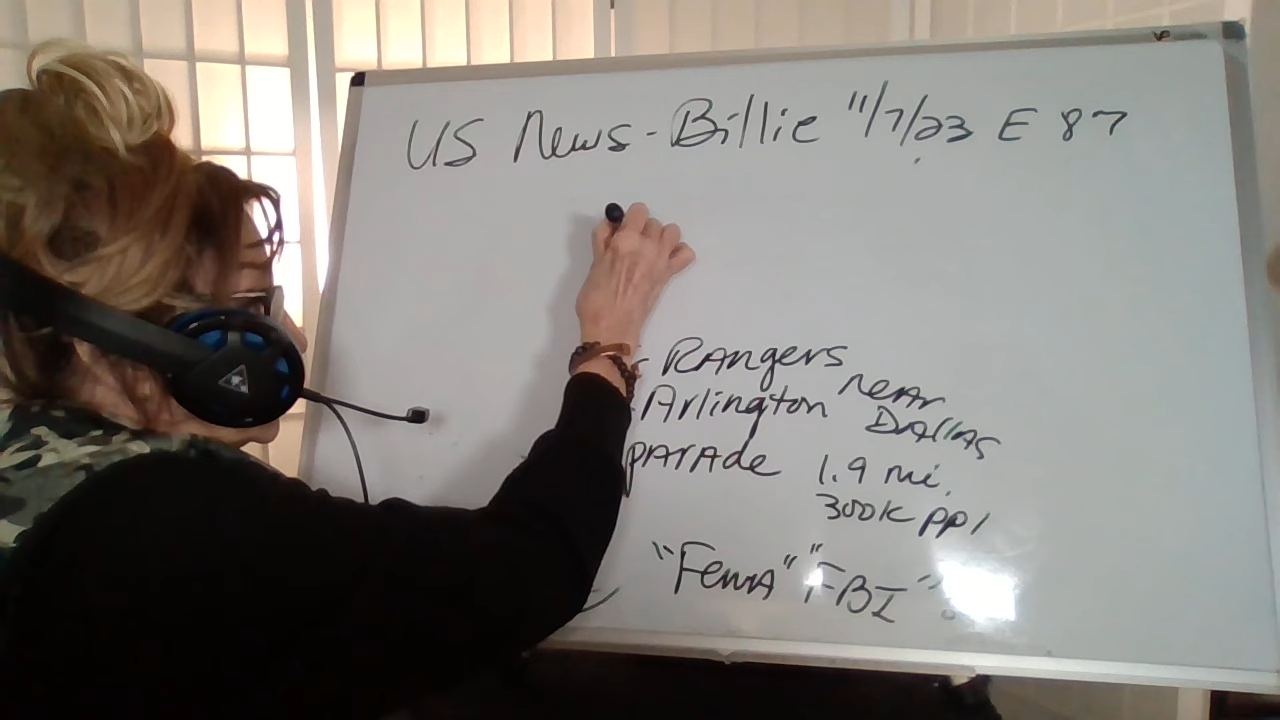 US News - Billie 11/7/23 E 87
RAngers
Arlington neAr
DAllAs
pArAde 1.9 mi.
300K ppl
"FemA" "FBI"